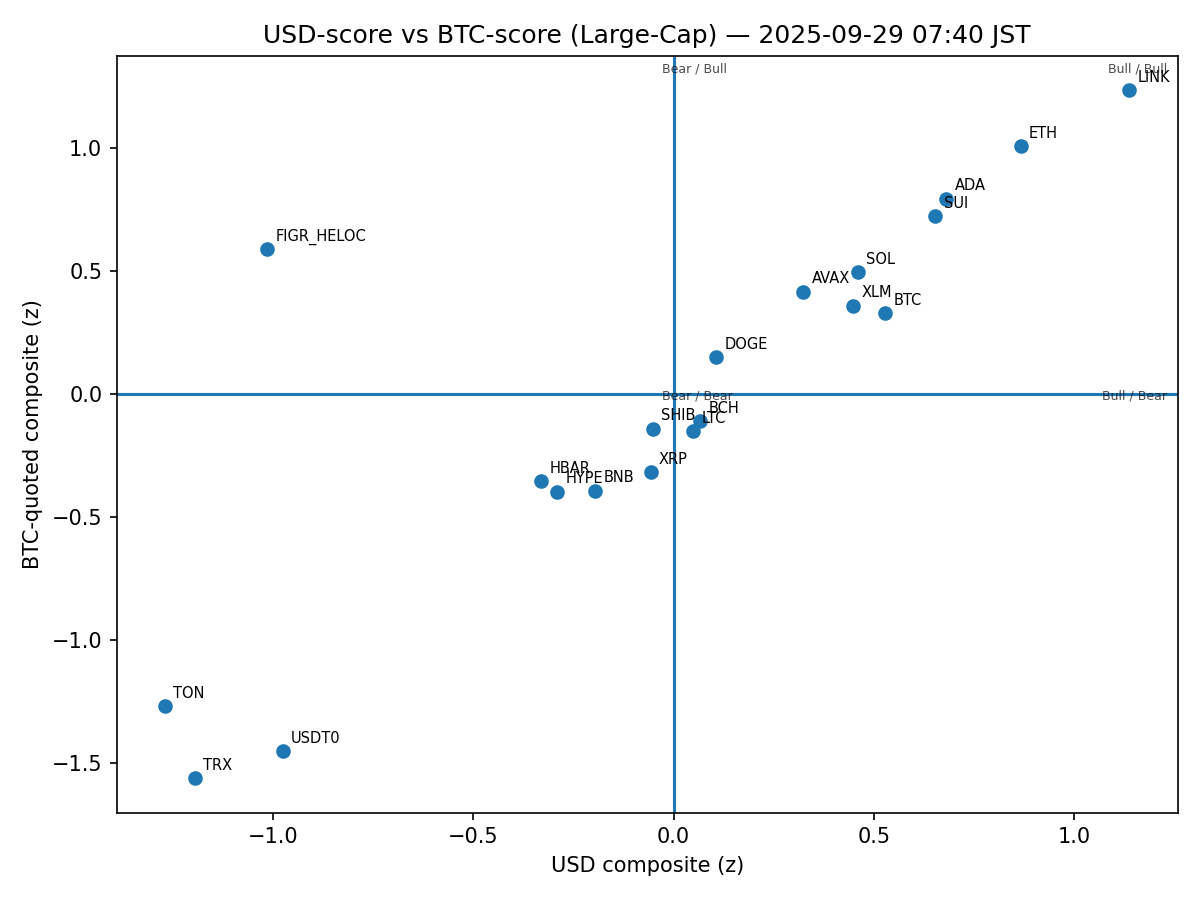 USD-score vs BTC-score (Large-Cap) — 2025-09-29 07:40 JST
Bear / Bull
Bull / Bull
LINK
ETH
ADA
SUI
FIGR_HELOC
SOL
AVAX
XLM
BTC
DOGE
Bear / Bear
Bull / Bear
BCH
SHIB
LTC
XRP
HBAR
HYPE
BNB
TON
USDT0
TRX
1.0
0.5
0.0
−0.5
−1.0
−1.5
BTC-quoted composite (z)
−1.0
−0.5
0.0
0.5
1.0
USD composite (z)